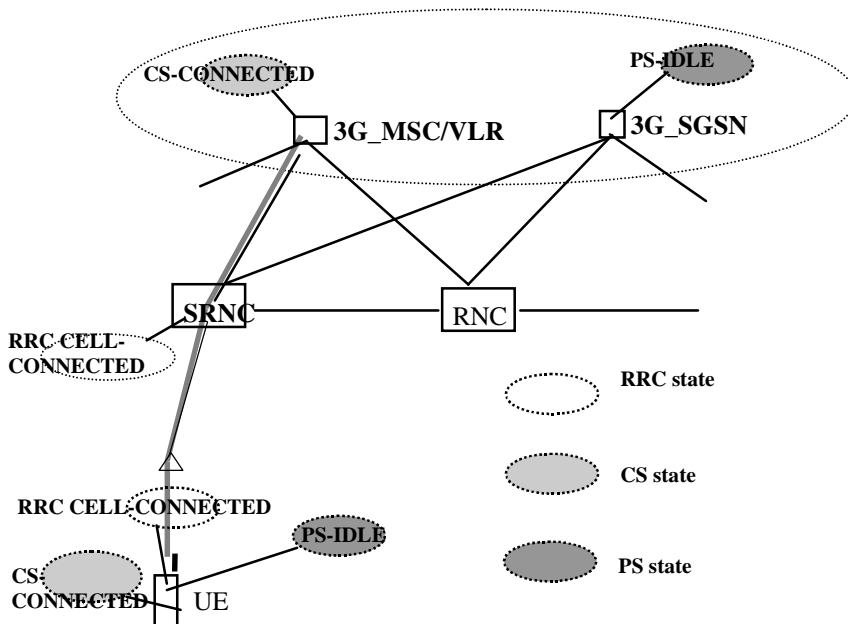 CS-CONNECTED
PS-IDLE
3G_MSC/VLR
3G_SGSN
SRNC
RNC
RRC CELL-
CONNECTED
RRC state
CS state
RRC CELL-CONNECTED
PS-IDLE
PS state
CS-
CONNECTED
UE